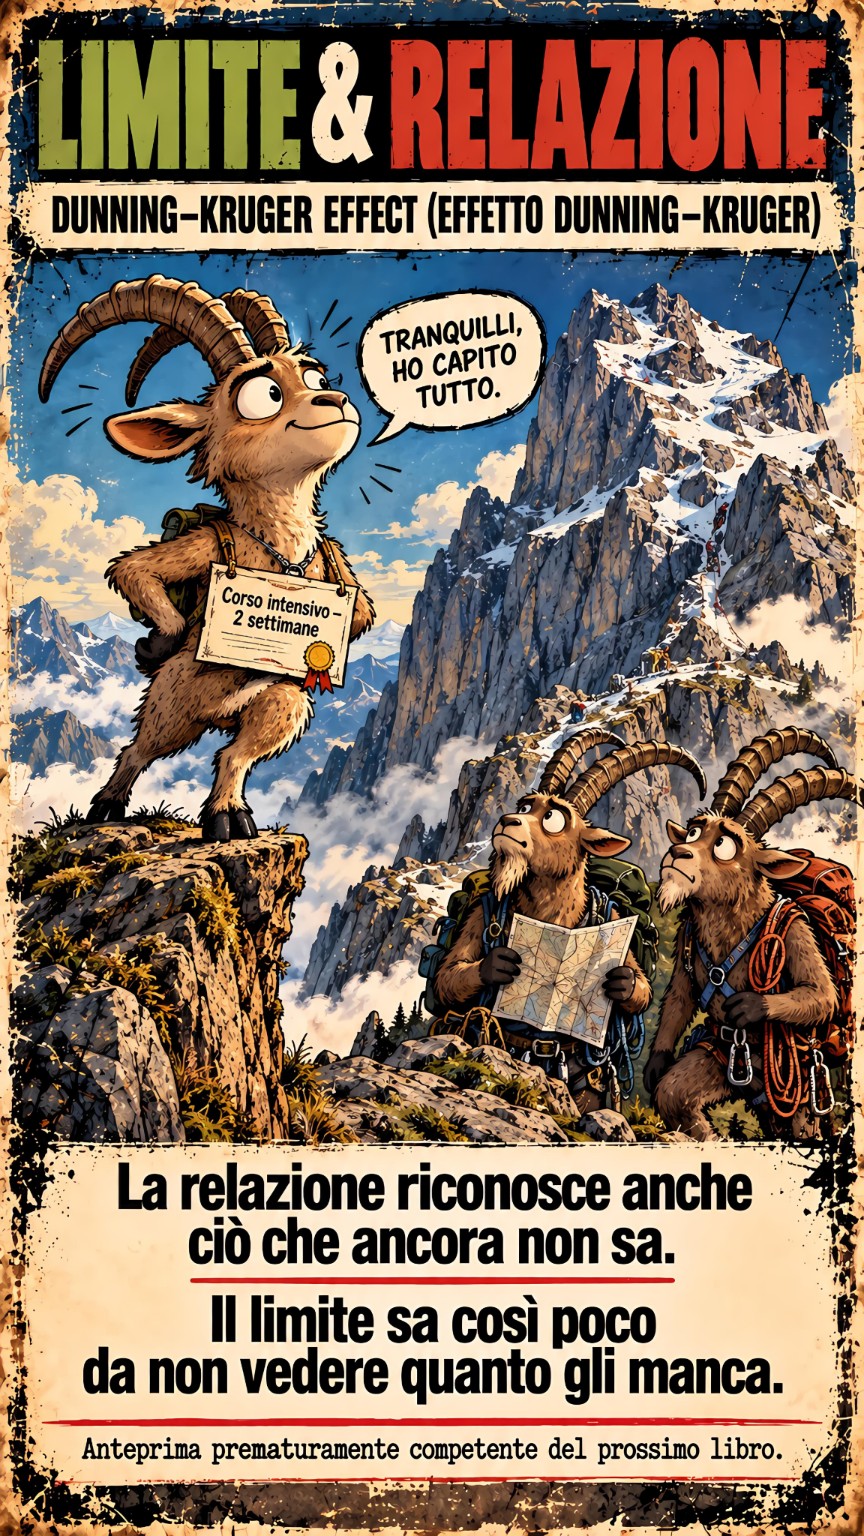 LIMITE & RELAZIONE
DUNNING–KRUGER EFFECT (EFFETTO DUNNING–KRUGER)
TRANQUILLI,
HO CAPITO
TUTTO.
Corso intensivo –
2 settimane
La relazione riconosce anche
ciò che ancora non sa.
Il limite sa così poco
da non vedere quanto gli manca.
Anteprima prematuramente competente del prossimo libro.